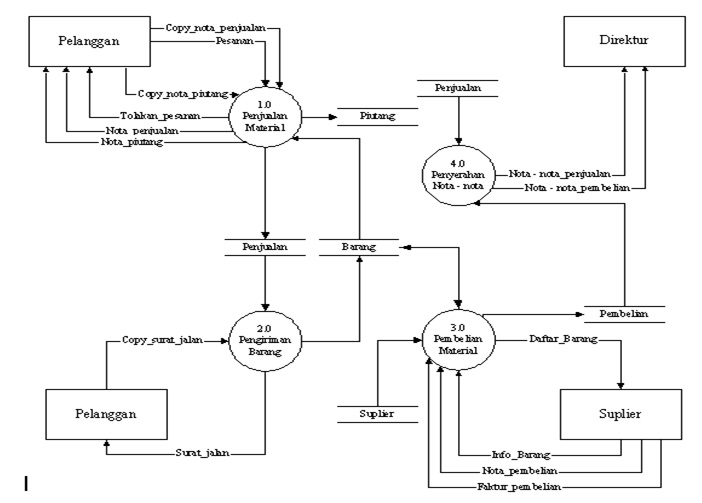 Copy_nota_penjualan
Pelanggan
Pesanan
Direktur
Copy_nota_piutang
Penjualan
1.0
Penjualan
Material
Tolakan_pesanan
Piutang
Nota_penjualan
Nota_piutang
4.0
Penyerahan
Nota - nota
Nota - nota_penjualan
Nota - nota_pembelian
Penjualan
Barang
Pembelian
2.0
Pengiriman
Barang
3.0
Pembelian
Material
Copy_surat_jalan
Daftar_Barang
Pelanggan
Suplier
Suplier
Surat_jalan
Info_Barang
Nota_pembelian
Faktur_pembelian